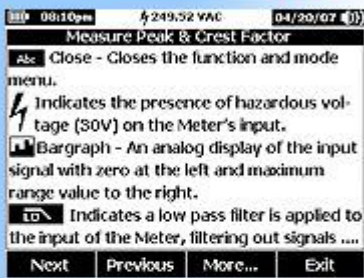 08:10pm 249.52 VAC 04/20/07
Measure Peak & Crest Factor
Abc Close - Closes the function and mode
menu.
Indicates the presence of hazardous vol-
tage (30V) on the Meter's input.
Bargraph - An analog display of the input
signal with zero at the left and maximum
range value to the right.
Indicates a low pass filter is applied to
the input of the Meter, filtering out signals ....
Next Previous More... Exit